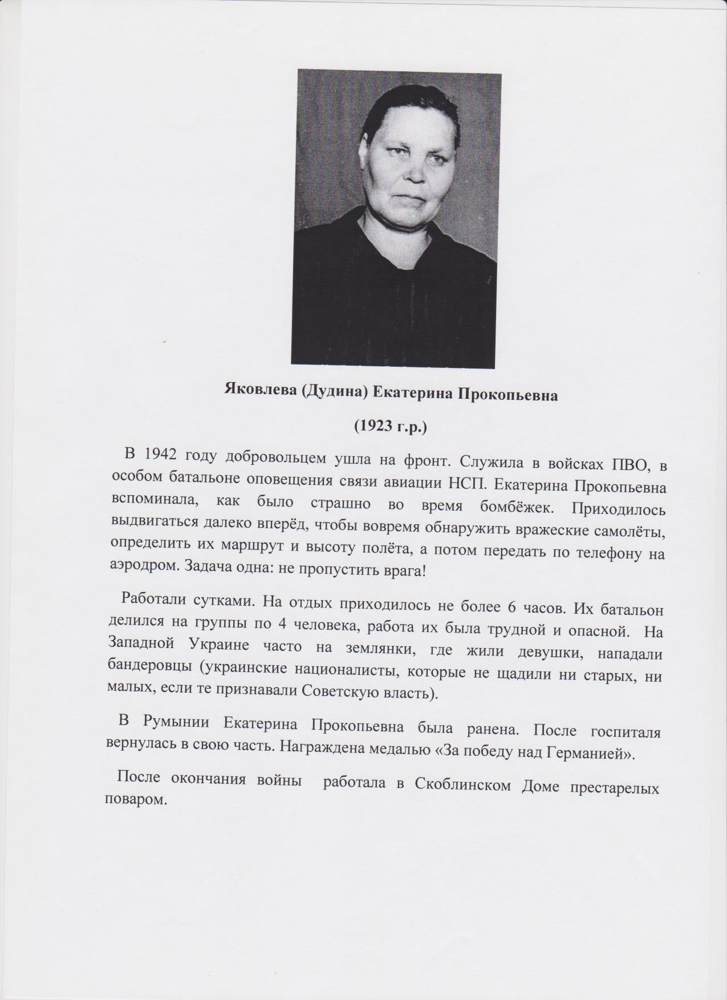 Яковлева (Дудина) Екатерина Прокопьевна
(1923 г.р.)
В 1942 году добровольцем ушла на фронт. Служила в войсках ПВО, в
особом батальоне оповещения связи авиации НСП. Екатерина Прокопьевна
вспоминала, как было страшно во время бомбёжек. Приходилось
выдвигаться далеко вперёд, чтобы вовремя обнаружить вражеские самолёты,
определить их маршрут и высоту полёта, а потом передать по телефону на
аэродром. Задача одна: не пропустить врага!
Работали сутками. На отдых приходилось не более 6 часов. Их батальон
делился на группы по 4 человека, работа их была трудной и опасной. На
Западной Украине часто на землянки, где жили девушки, нападали
бандеровцы (украинские националисты, которые не щадили ни старых, ни
малых, если те признавали Советскую власть).
В Румынии Екатерина Прокопьевна была ранена. После госпиталя
вернулась в свою часть. Награждена медалью «За победу над Германией».
После окончания войны работала в Скоблинском Доме престарелых
поваром.